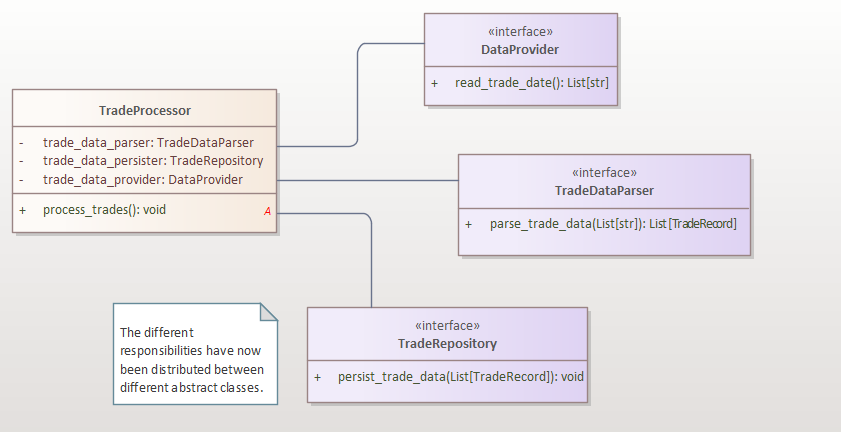 «interface»
DataProvider
+ read_trade_date(): List[str]
TradeProcessor
- trade_data_parser: TradeDataParser
- trade_data_persister: TradeRepository
- trade_data_provider: DataProvider
+ process_trades(): void A
«interface»
TradeDataParser
+ parse_trade_data(List[str]): List[TradeRecord]
The different
responsibilities have now
been distributed between
different abstract classes.
«interface»
TradeRepository
+ persist_trade_data(List[TradeRecord]): void